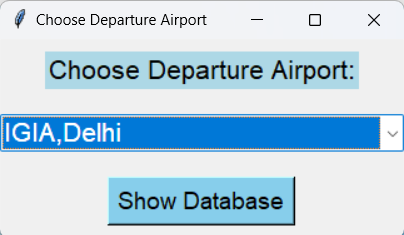 Choose Departure Airport
Choose Departure Airport:
IGIA,Delhi
Show Database